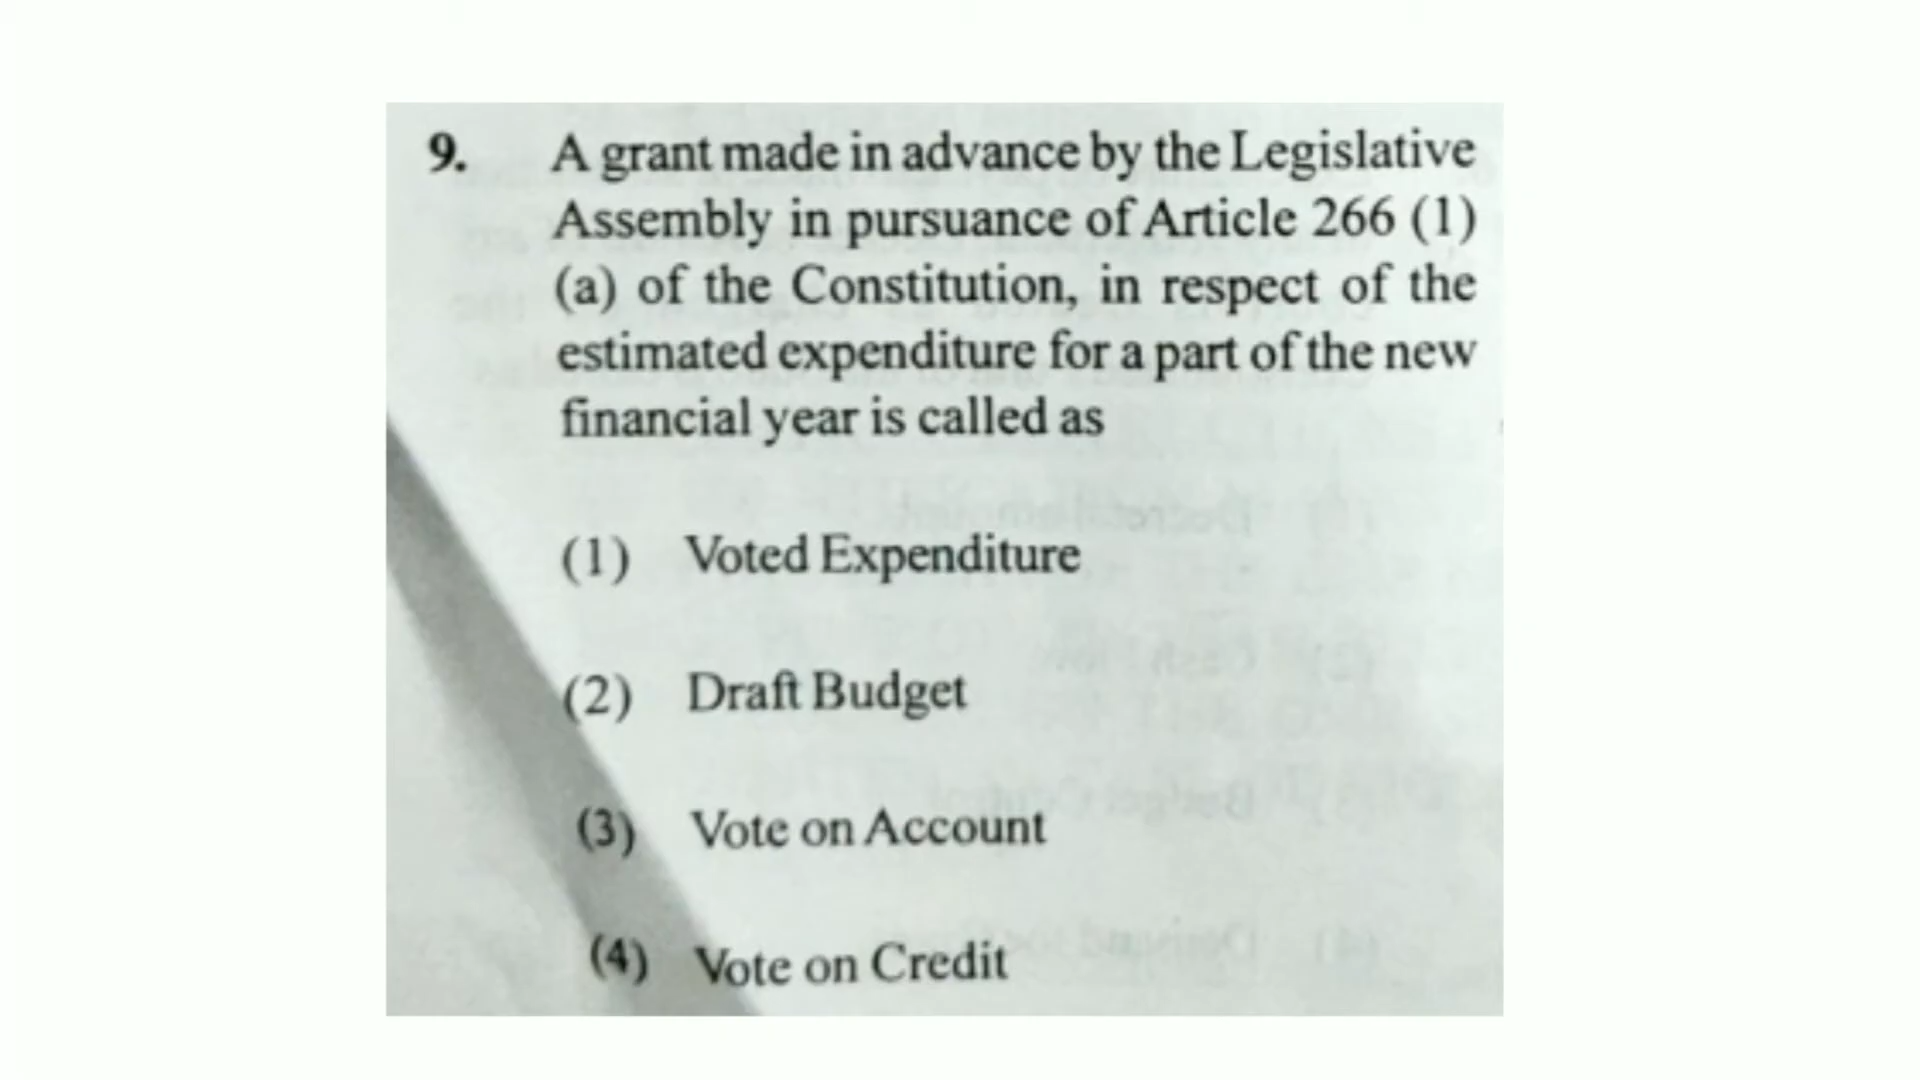 9. A grant made in advance by the Legislative
Assembly in pursuance of Article 266 (1)
(a) of the Constitution, in respect of the
estimated expenditure for a part of the new
financial year is called as
(1) Voted Expenditure
(2) Draft Budget
(3) Vote on Account
(4) Vote on Credit